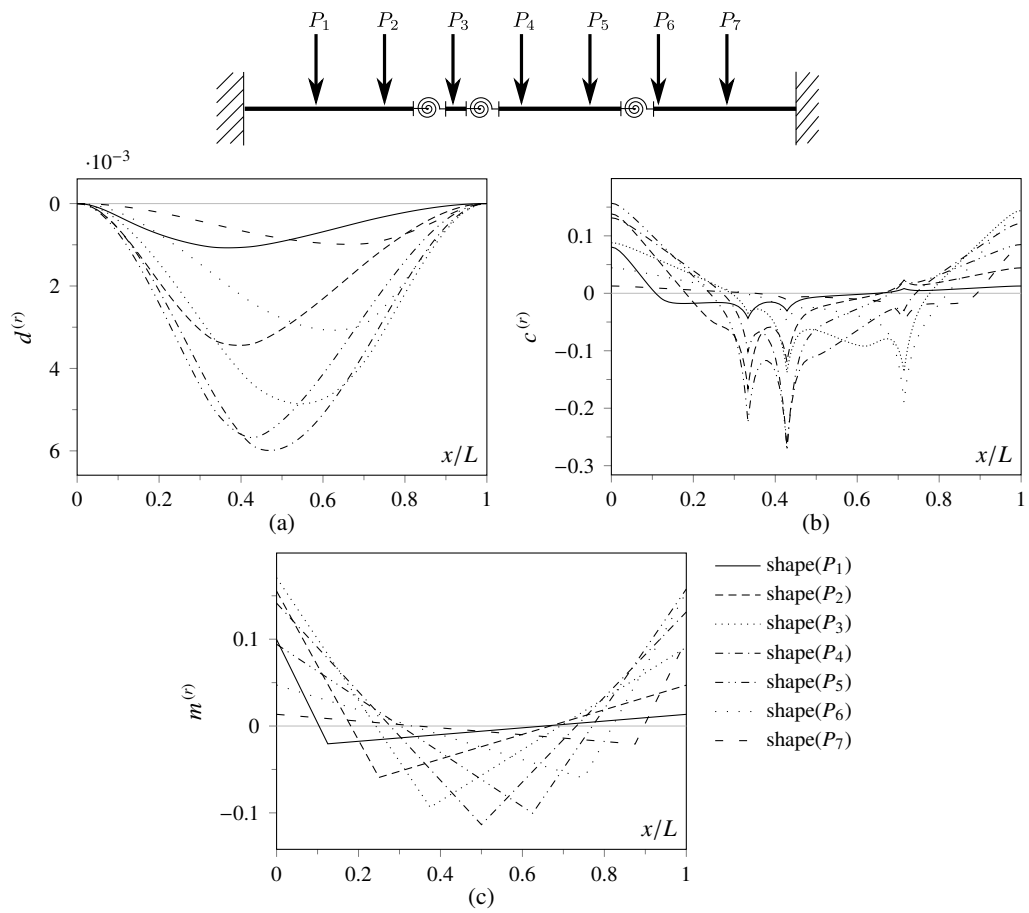 P₁ P₂ P₃ P₄ P₅ P₆ P₇
·10⁻³
0
2
4
6
d⁽ʳ⁾
x/L
0 0.2 0.4 0.6 0.8 1
(a)
0.1
0
−0.1
−0.2
−0.3
c⁽ʳ⁾
x/L
0 0.2 0.4 0.6 0.8 1
(b)
0.1
0
−0.1
m⁽ʳ⁾
x/L
0 0.2 0.4 0.6 0.8 1
(c)
shape(P₁)
shape(P₂)
shape(P₃)
shape(P₄)
shape(P₅)
shape(P₆)
shape(P₇)